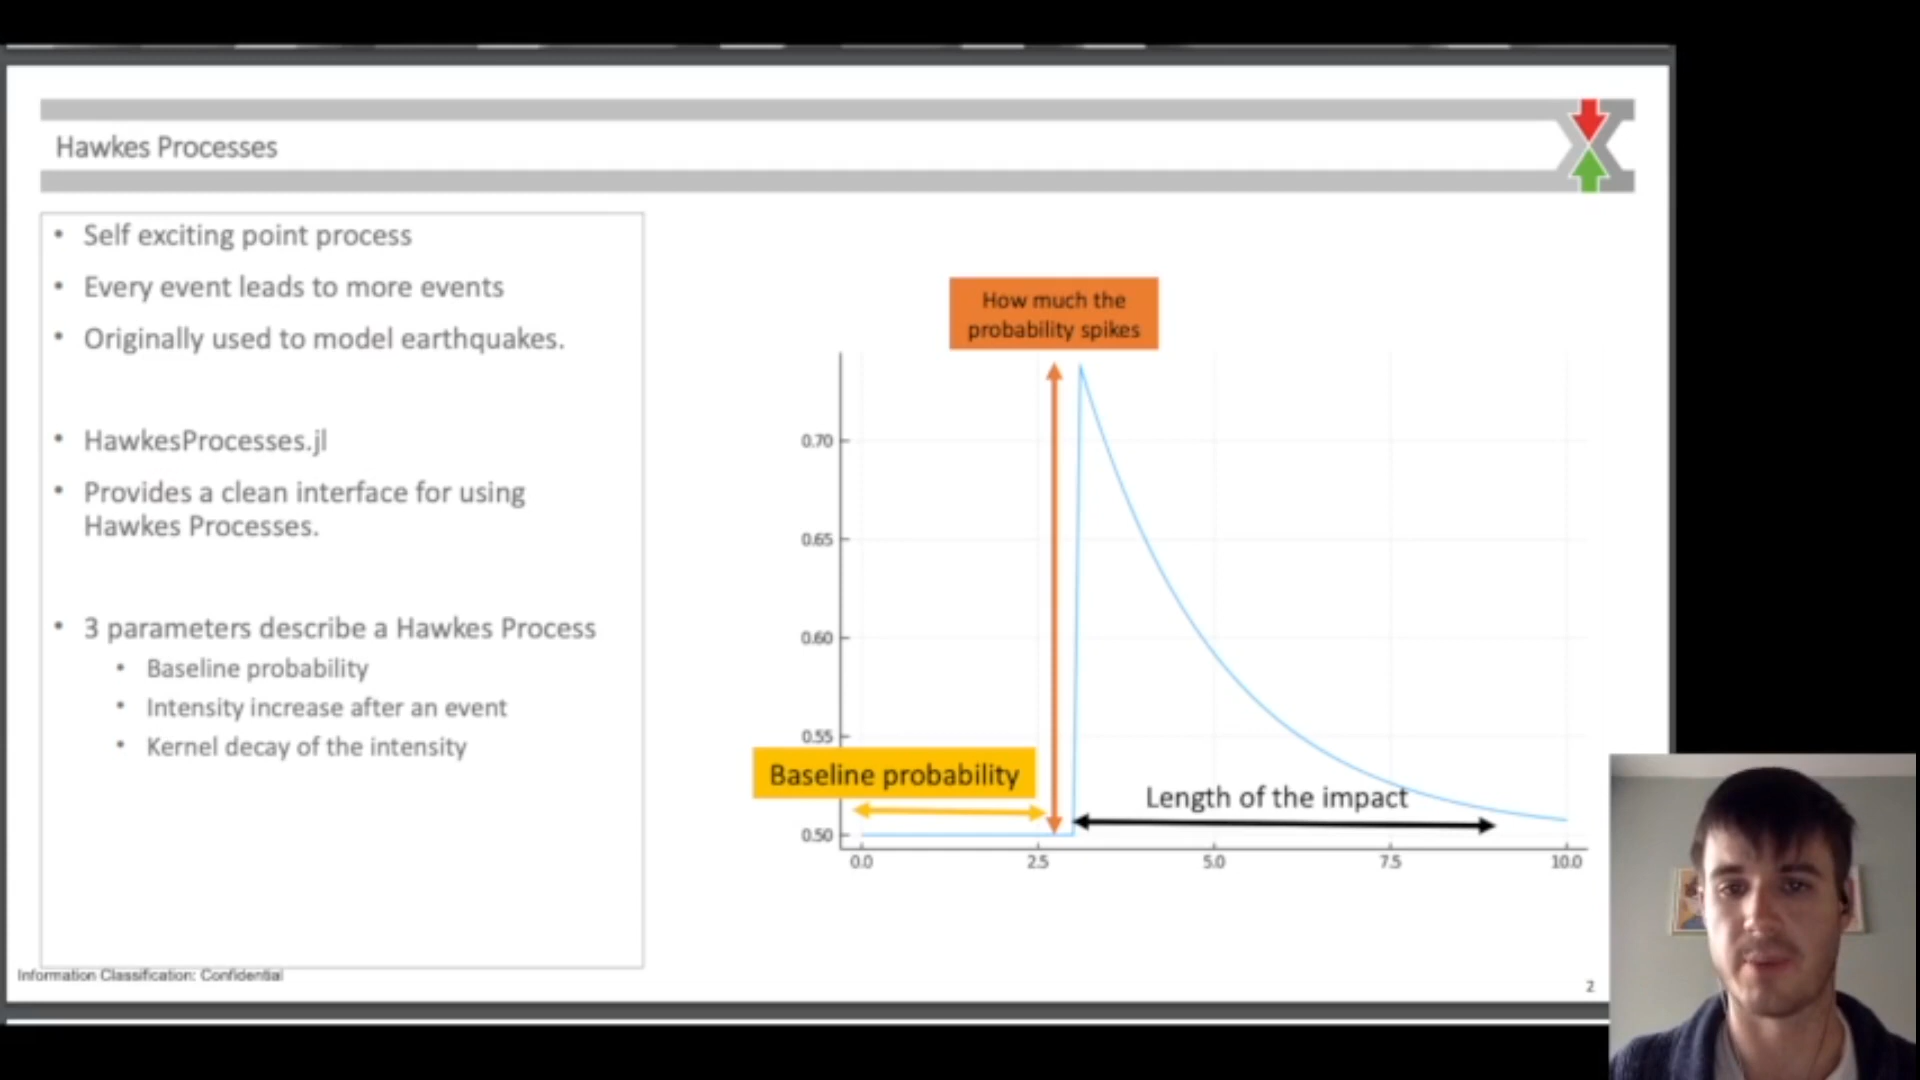 Hawkes Processes
• Self exciting point process
• Every event leads to more events
• Originally used to model earthquakes.
• HawkesProcesses.jl
• Provides a clean interface for using
Hawkes Processes.
• 3 parameters describe a Hawkes Process
• Baseline probability
• Intensity increase after an event
• Kernel decay of the intensity
How much the
probability spikes
0.70
0.65
0.60
0.55
Baseline probability
Length of the impact
0.50
0.0 2.5 5.0 7.5 10.0
Information Classification: Confidential
2